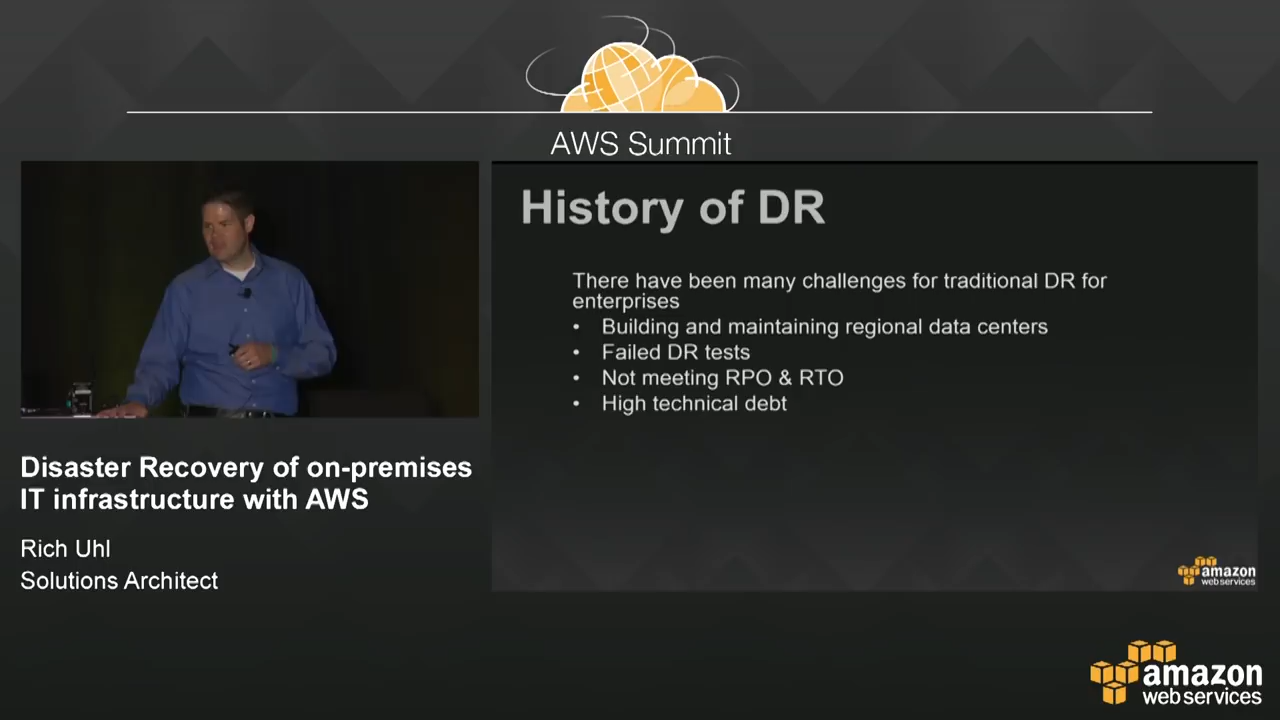 AWS Summit
History of DR
There have been many challenges for traditional DR for
enterprises
• Building and maintaining regional data centers
• Failed DR tests
• Not meeting RPO & RTO
• High technical debt
amazon
web services
Disaster Recovery of on-premises
IT infrastructure with AWS
Rich Uhl
Solutions Architect
amazon
web services